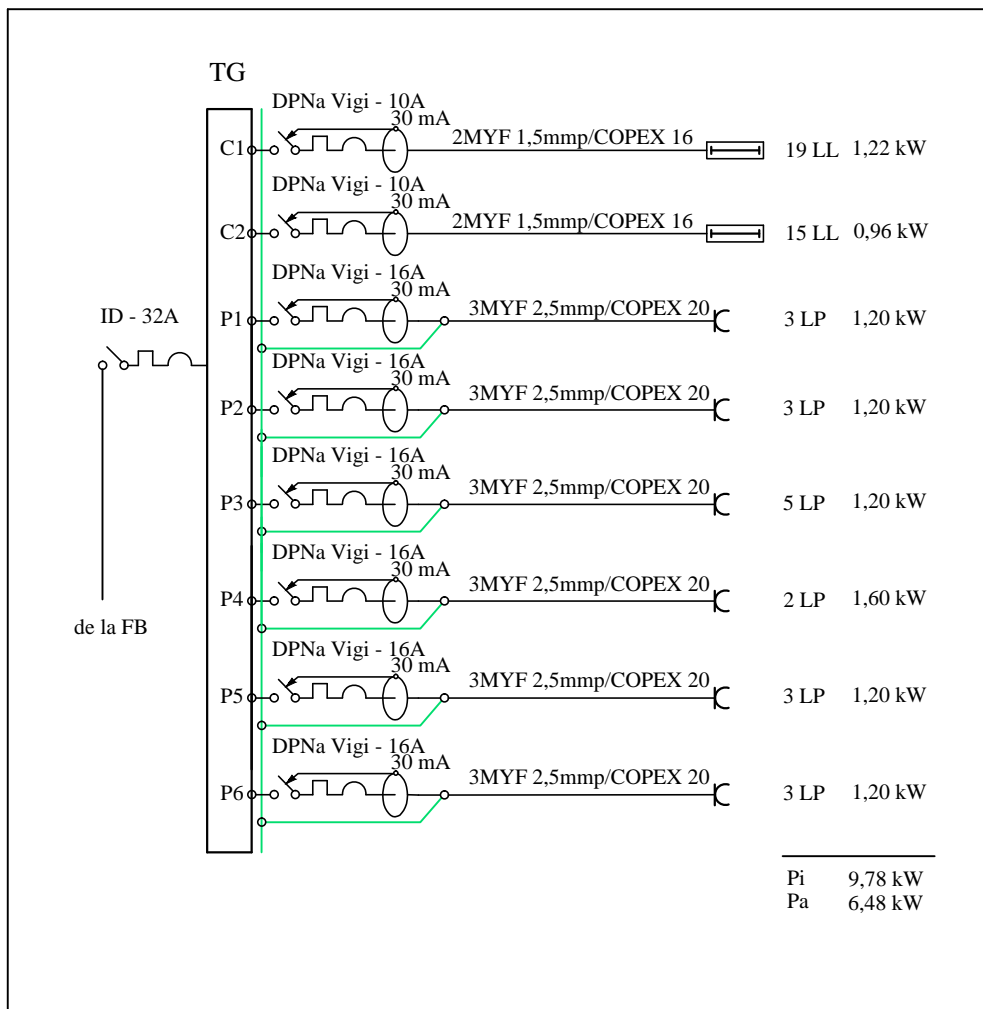 TG
DPNa Vigi - 10A
30 mA
C1
2MYF 1,5mmp/COPEX 16
19 LL 1,22 kW
DPNa Vigi - 10A
30 mA
C2
2MYF 1,5mmp/COPEX 16
15 LL 0,96 kW
DPNa Vigi - 16A
30 mA
P1
3MYF 2,5mmp/COPEX 20
3 LP 1,20 kW
ID - 32A
DPNa Vigi - 16A
30 mA
P2
3MYF 2,5mmp/COPEX 20
3 LP 1,20 kW
DPNa Vigi - 16A
30 mA
P3
3MYF 2,5mmp/COPEX 20
5 LP 1,20 kW
DPNa Vigi - 16A
30 mA
P4
3MYF 2,5mmp/COPEX 20
2 LP 1,60 kW
de la FB
DPNa Vigi - 16A
30 mA
P5
3MYF 2,5mmp/COPEX 20
3 LP 1,20 kW
DPNa Vigi - 16A
30 mA
P6
3MYF 2,5mmp/COPEX 20
3 LP 1,20 kW
Pi 9,78 kW
Pa 6,48 kW